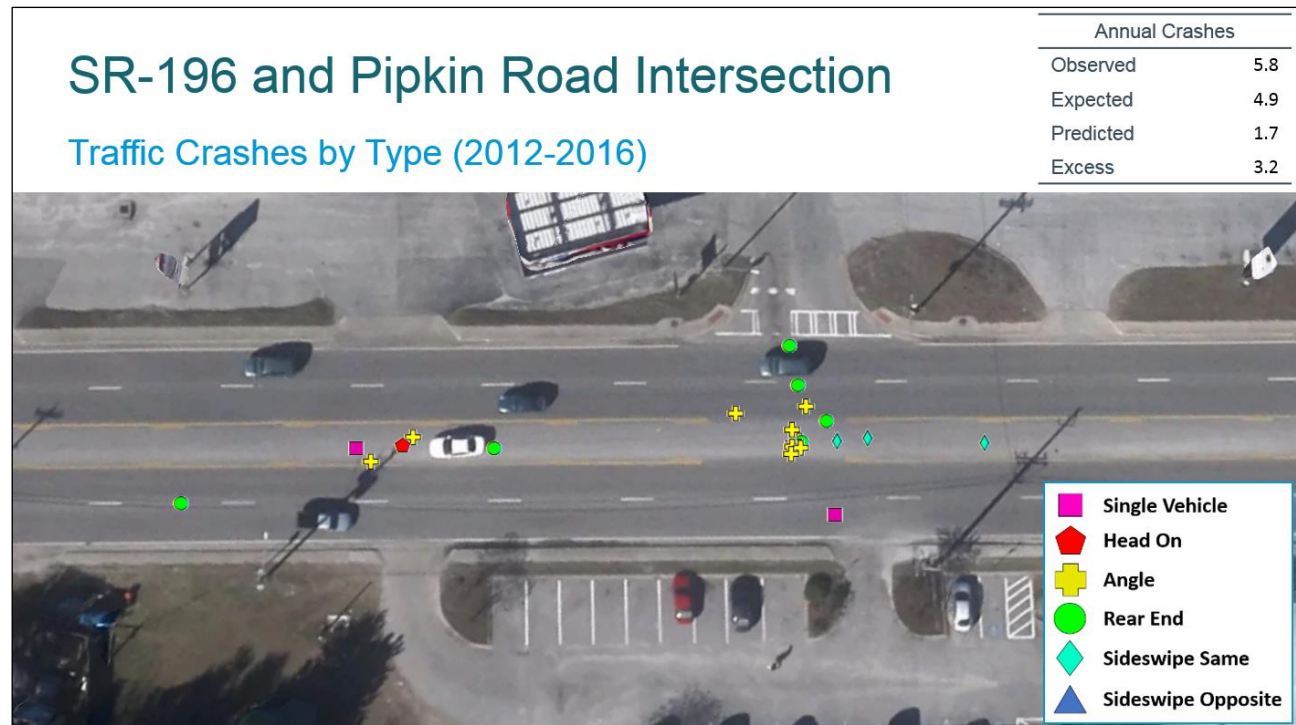 SR-196 and Pipkin Road Intersection
Traffic Crashes by Type (2012-2016)
Annual Crashes
Observed 5.8
Expected 4.9
Predicted 1.7
Excess 3.2
Single Vehicle
Head On
Angle
Rear End
Sideswipe Same
Sideswipe Opposite